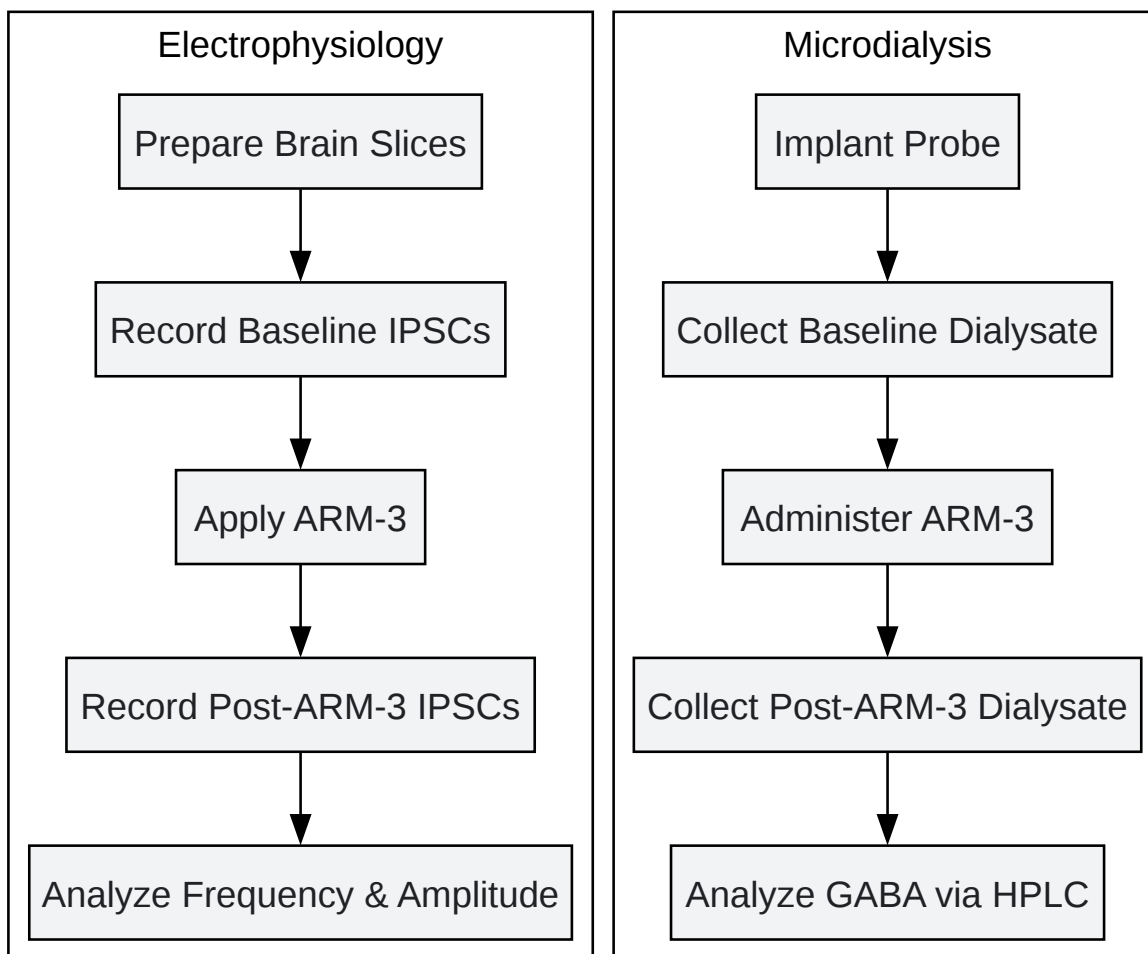 Electrophysiology
Prepare Brain Slices
Record Baseline IPSCs
Apply ARM-3
Record Post-ARM-3 IPSCs
Analyze Frequency & Amplitude
Microdialysis
Implant Probe
Collect Baseline Dialysate
Administer ARM-3
Collect Post-ARM-3 Dialysate
Analyze GABA via HPLC